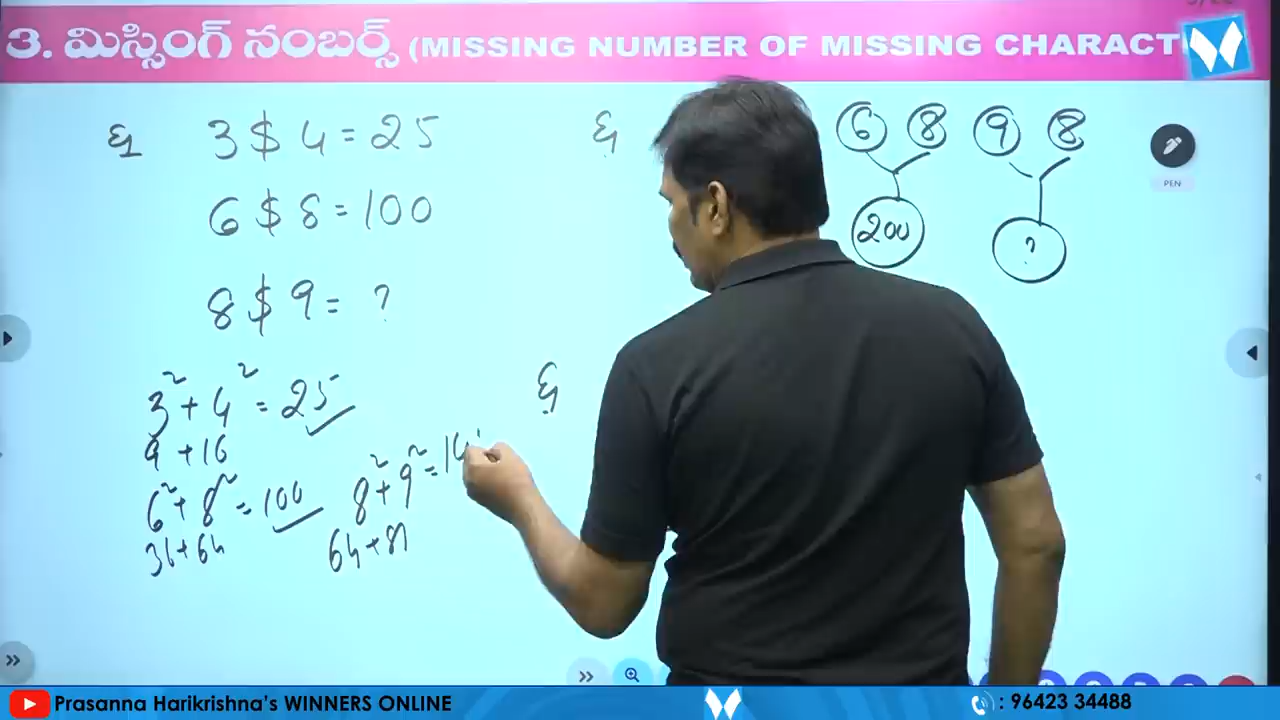 3. మిస్సింగ్ నంబర్స్ (MISSING NUMBER OF MISSING CHARACT
3 $ 4 = 25
6 $ 8 = 100
8 $ 9 = ?
3² + 4² = 25
9 + 16
6² + 8² = 100
36 + 64
8² + 9² = 14
64 + 81
6 8 9 8
200 ?
PEN
Prasanna Harikrishna's WINNERS ONLINE
: 96423 34488